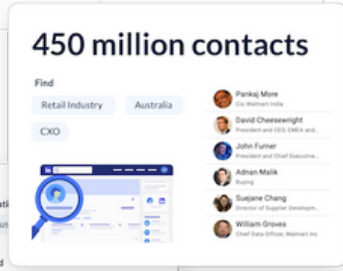 450 million contacts
Find
Retail Industry
Australia
CXO
Pankaj More
Cio Walmart India
David Cheesewright
President and CEO, EMEA and..
John Furner
President and Chief Executive..
Adnan Malik
Buying
Suejane Chang
Director of Supplier Developm..
William Groves
Chief Data Officer, Walmart Inc